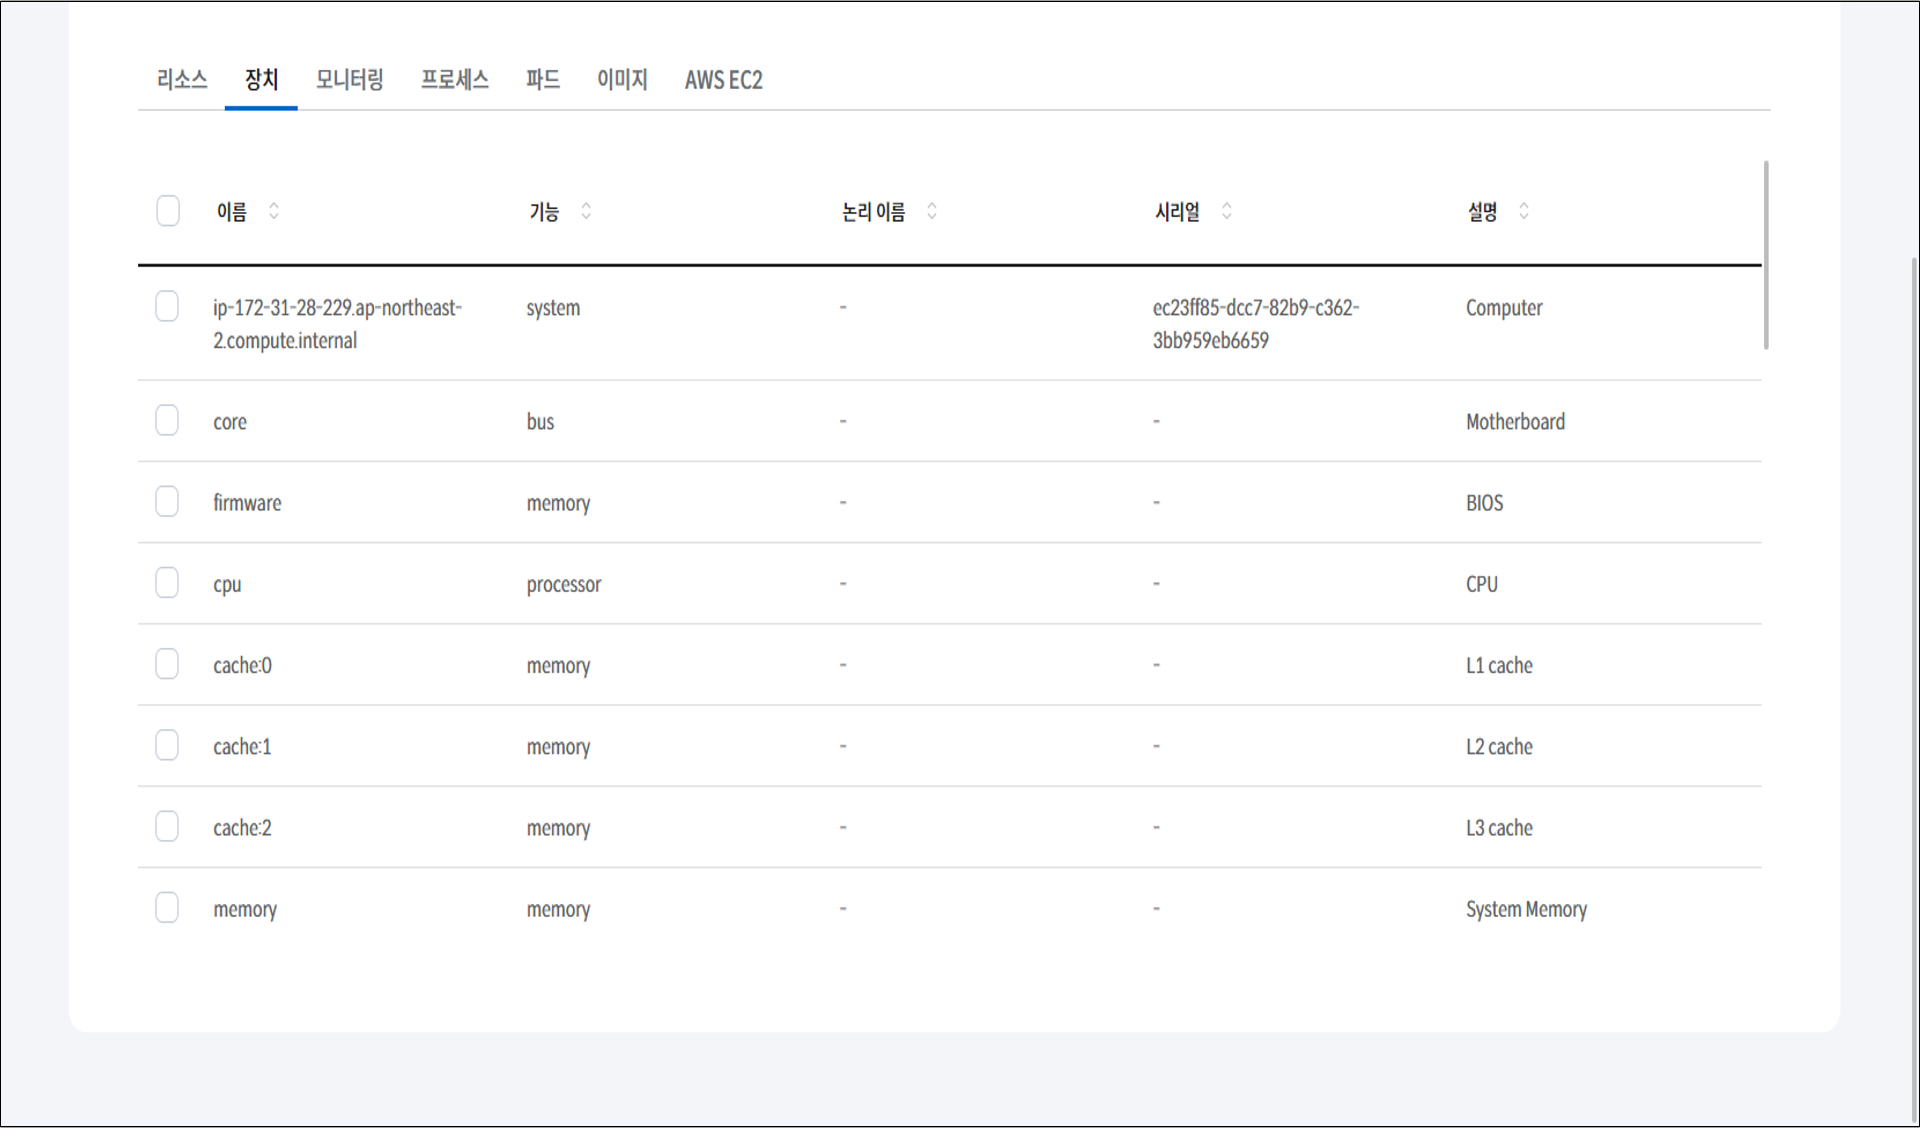 리소스 장치 모니터링 프로세스 파드 이미지 AWS EC2
이름 기능 논리 이름 시리얼 설명
ip-172-31-28-229.ap-northeast- system - ec23ff85-dcc7-82b9-c362- Computer
2.compute.internal 3bb959eb6659
core bus - - Motherboard
firmware memory - - BIOS
cpu processor - - CPU
cache:0 memory - - L1 cache
cache:1 memory - - L2 cache
cache:2 memory - - L3 cache
memory memory - - System Memory